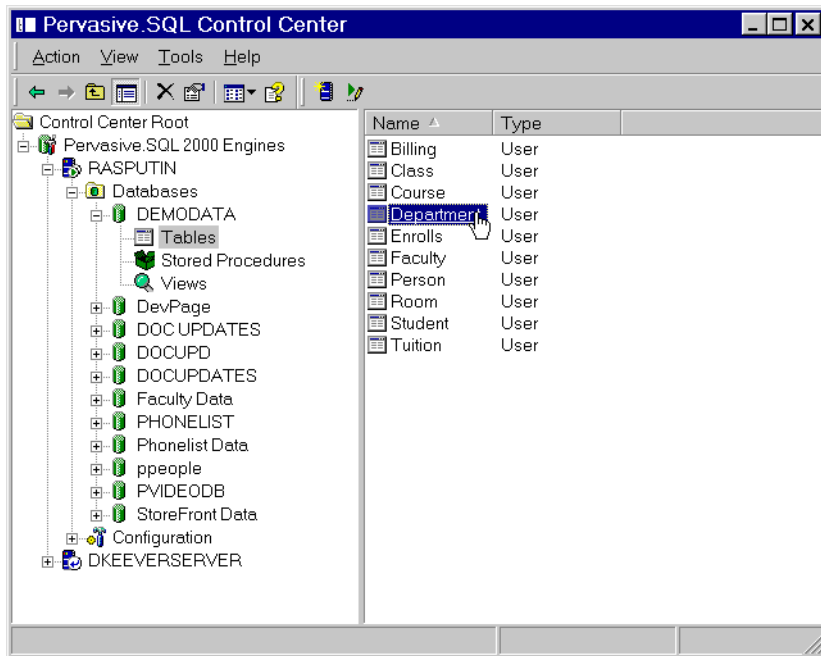 Pervasive.SQL Control Center
Action View Tools Help
Control Center Root
Pervasive.SQL 2000 Engines
RASPUTIN
Databases
DEMODATA
Tables
Stored Procedures
Views
DevPage
DOC UPDATES
DOCUPD
DOCUPDATES
Faculty Data
PHONELIST
Phonelist Data
ppeople
PVIDEODB
StoreFront Data
Configuration
DKEEVERSERVER
Name Type
Billing User
Class User
Course User
Department User
Enrolls User
Faculty User
Person User
Room User
Student User
Tuition User